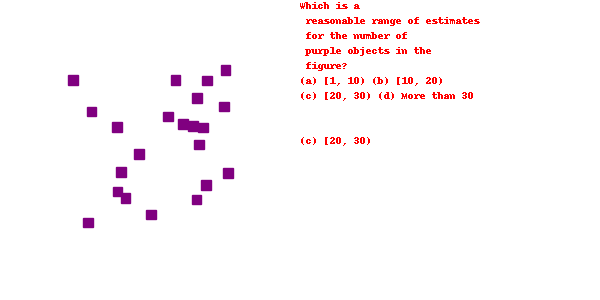 Which is a
reasonable range of estimates
for the number of
purple objects in the
figure?
(a) [1, 10) (b) [10, 20)
(c) [20, 30) (d) More than 30
(c) [20, 30)